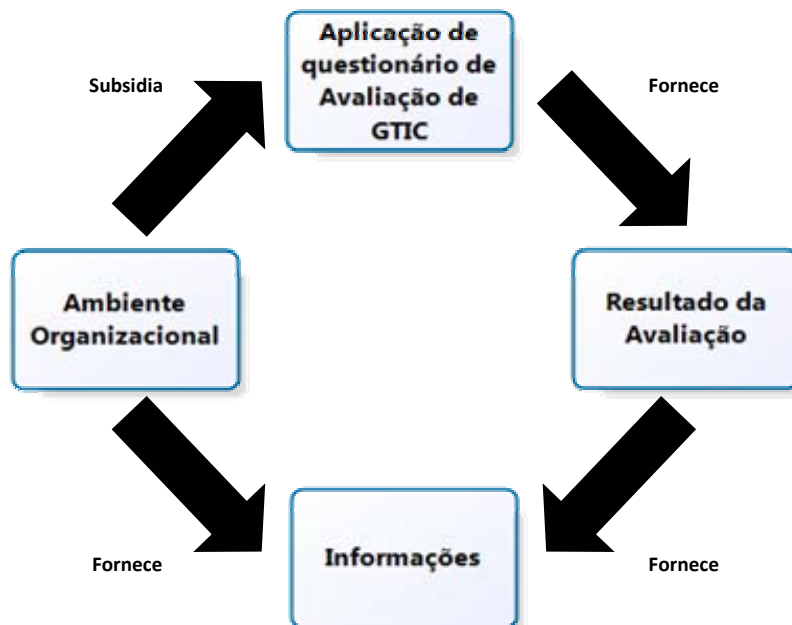 Aplicação de
questionário de
Avaliação de
GTIC
Subsidia
Fornece
Ambiente
Organizacional
Resultado da
Avaliação
Informações
Fornece
Fornece